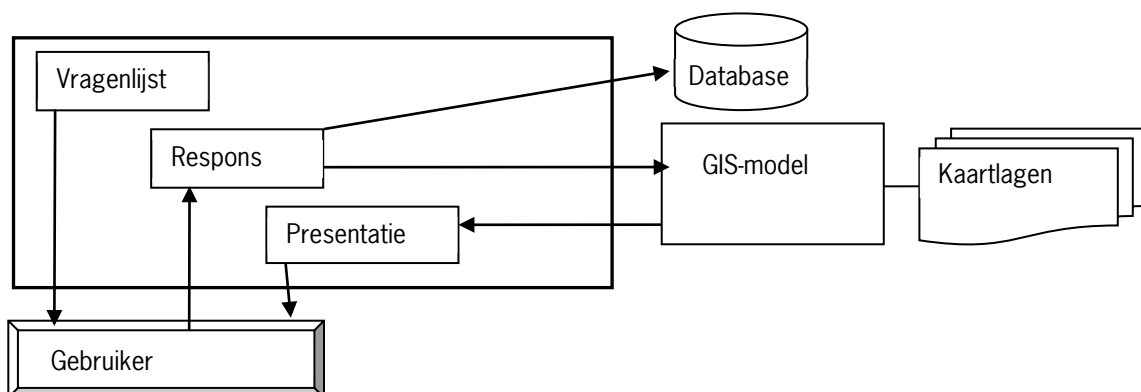 Vragenlijst
Database
Respons
GIS-model
Kaartlagen
Presentatie
Gebruiker